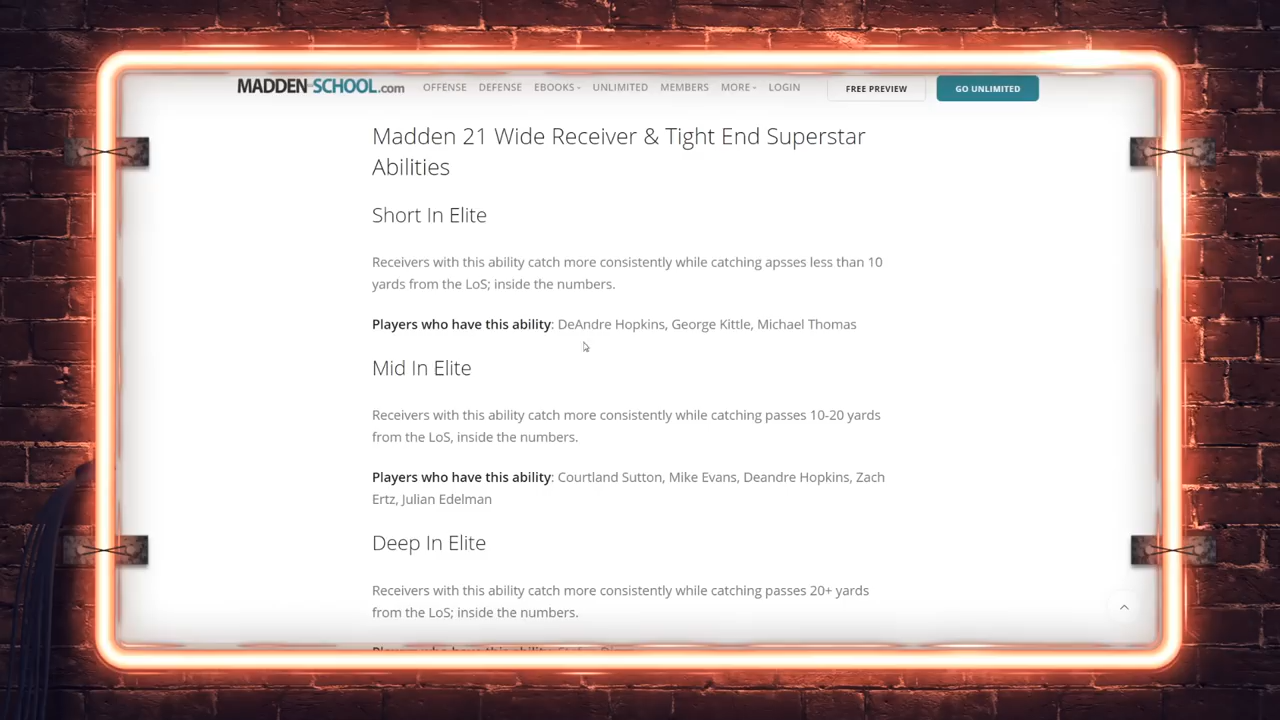 MADDEN-SCHOOL.com OFFENSE DEFENSE EBOOKS UNLIMITED MEMBERS MORE LOGIN FREE PREVIEW GO UNLIMITED
Madden 21 Wide Receiver & Tight End Superstar
Abilities
Short In Elite
Receivers with this ability catch more consistently while catching apsses less than 10
yards from the LoS; inside the numbers.
Players who have this ability: DeAndre Hopkins, George Kittle, Michael Thomas
Mid In Elite
Receivers with this ability catch more consistently while catching passes 10-20 yards
from the LoS, inside the numbers.
Players who have this ability: Courtland Sutton, Mike Evans, Deandre Hopkins, Zach
Ertz, Julian Edelman
Deep In Elite
Receivers with this ability catch more consistently while catching passes 20+ yards
from the LoS; inside the numbers.
Players who have this ability: